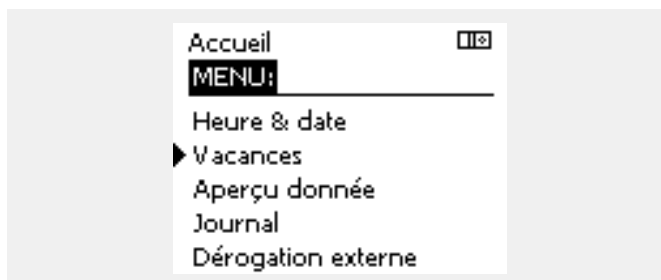 Accueil
MENU:
Heure & date
Vacances
Aperçu donnée
Journal
Dérogation externe